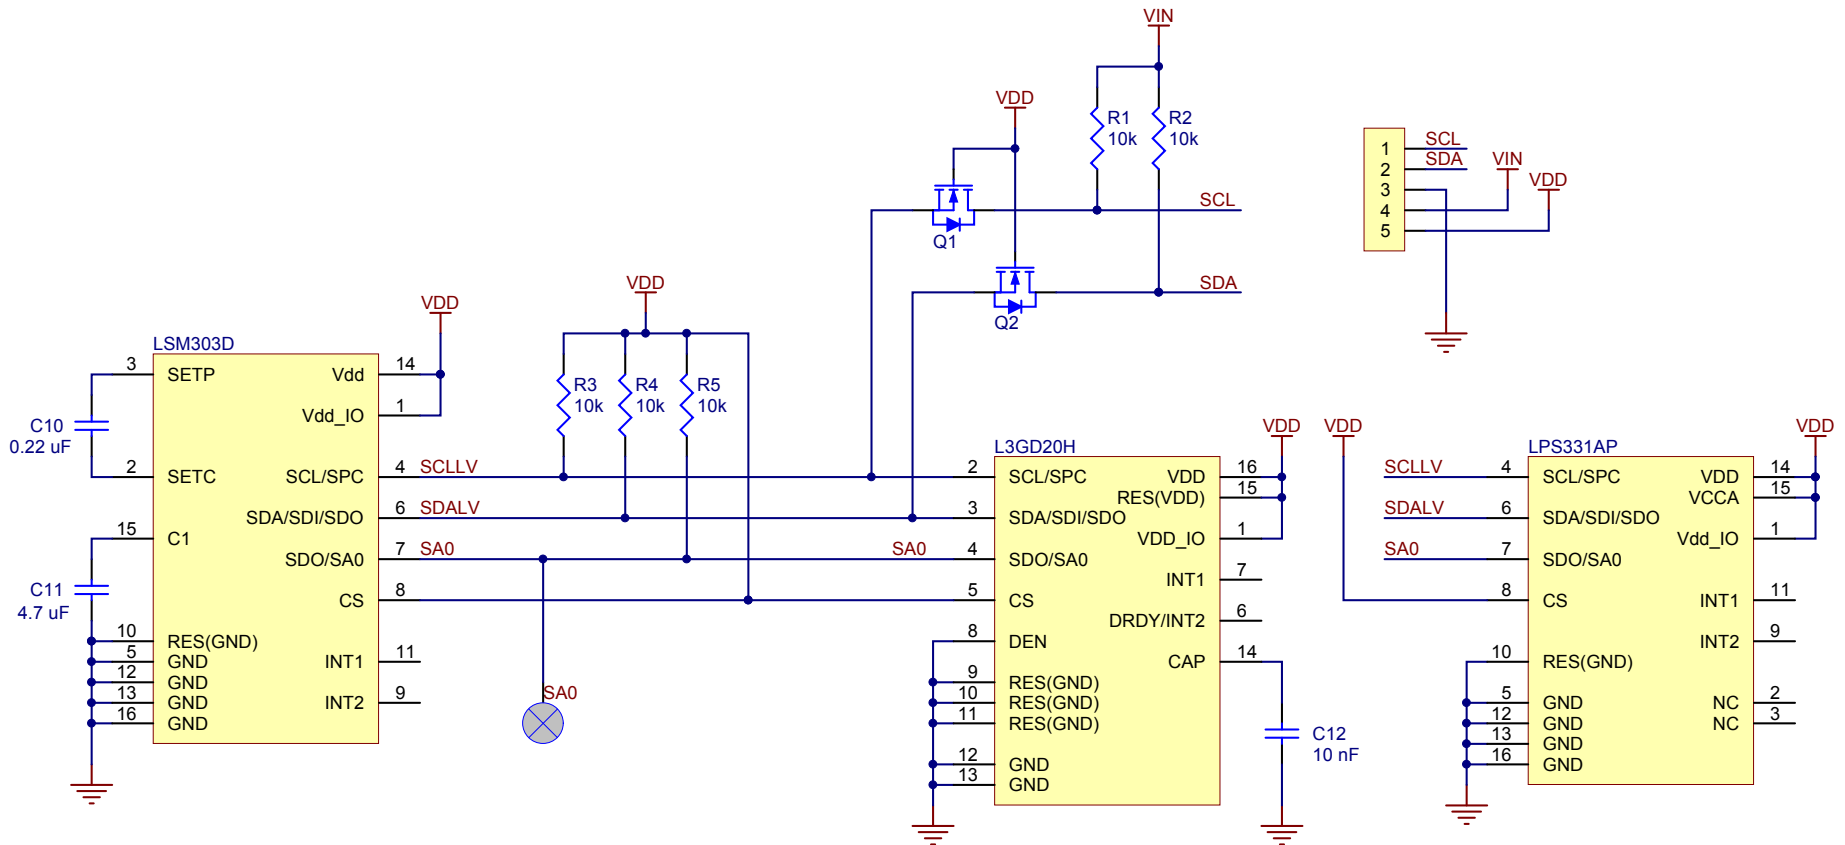 VIN
VDD
R1
10k
R2
10k
SCL
Q1
SDA
Q2
1 SCL
2 SDA
3
4
5
VIN
VDD
VDD
VDD
R3
10k
R4
10k
R5
10k
LSM303D
3 SETP
2 SETC
15 C1
10 RES(GND)
5 GND
12 GND
13 GND
16 GND
Vdd 14
Vdd_IO 1
SCL/SPC 4 SCLLV
SDA/SDI/SDO 6 SDALV
SDO/SA0 7 SA0
CS 8
INT1 11
INT2 9
C10
0.22 uF
C11
4.7 uF
SA0
SA0
L3GD20H
2 SCL/SPC
3 SDA/SDI/SDO
4 SDO/SA0
5 CS
8 DEN
9 RES(GND)
10 RES(GND)
11 RES(GND)
12 GND
13 GND
VDD 16
RES(VDD) 15
VDD_IO 1
INT1 7
DRDY/INT2 6
CAP 14
VDD
C12
10 nF
VDD
LPS331AP
SCLLV 4 SCL/SPC
SDALV 6 SDA/SDI/SDO
SA0 7 SDO/SA0
8 CS
10 RES(GND)
5 GND
12 GND
13 GND
16 GND
VDD 14
VCCA 15
Vdd_IO 1
INT1 11
INT2 9
NC 2
NC 3
VDD